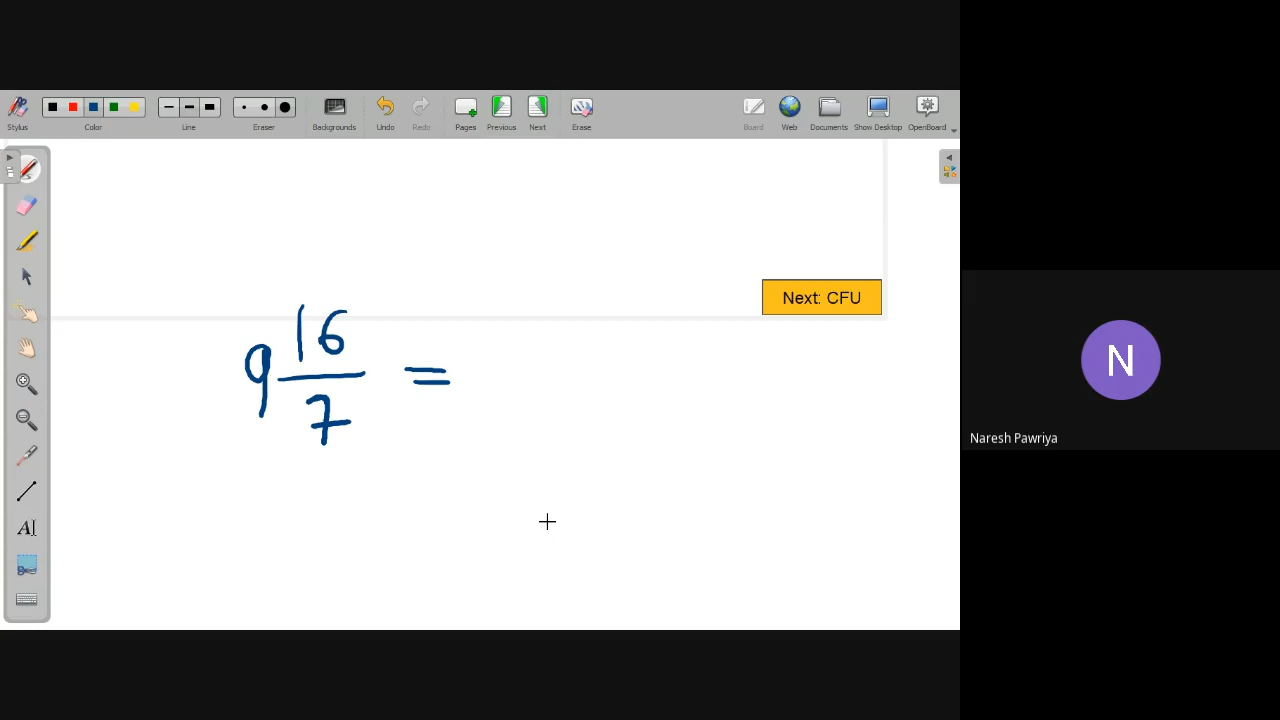 Stylus Color Line Eraser Backgrounds Undo Redo Pages Previous Next Erase Board Web Documents Show Desktop OpenBoard
Next: CFU
9 16/7 =
N
Naresh Pawriya